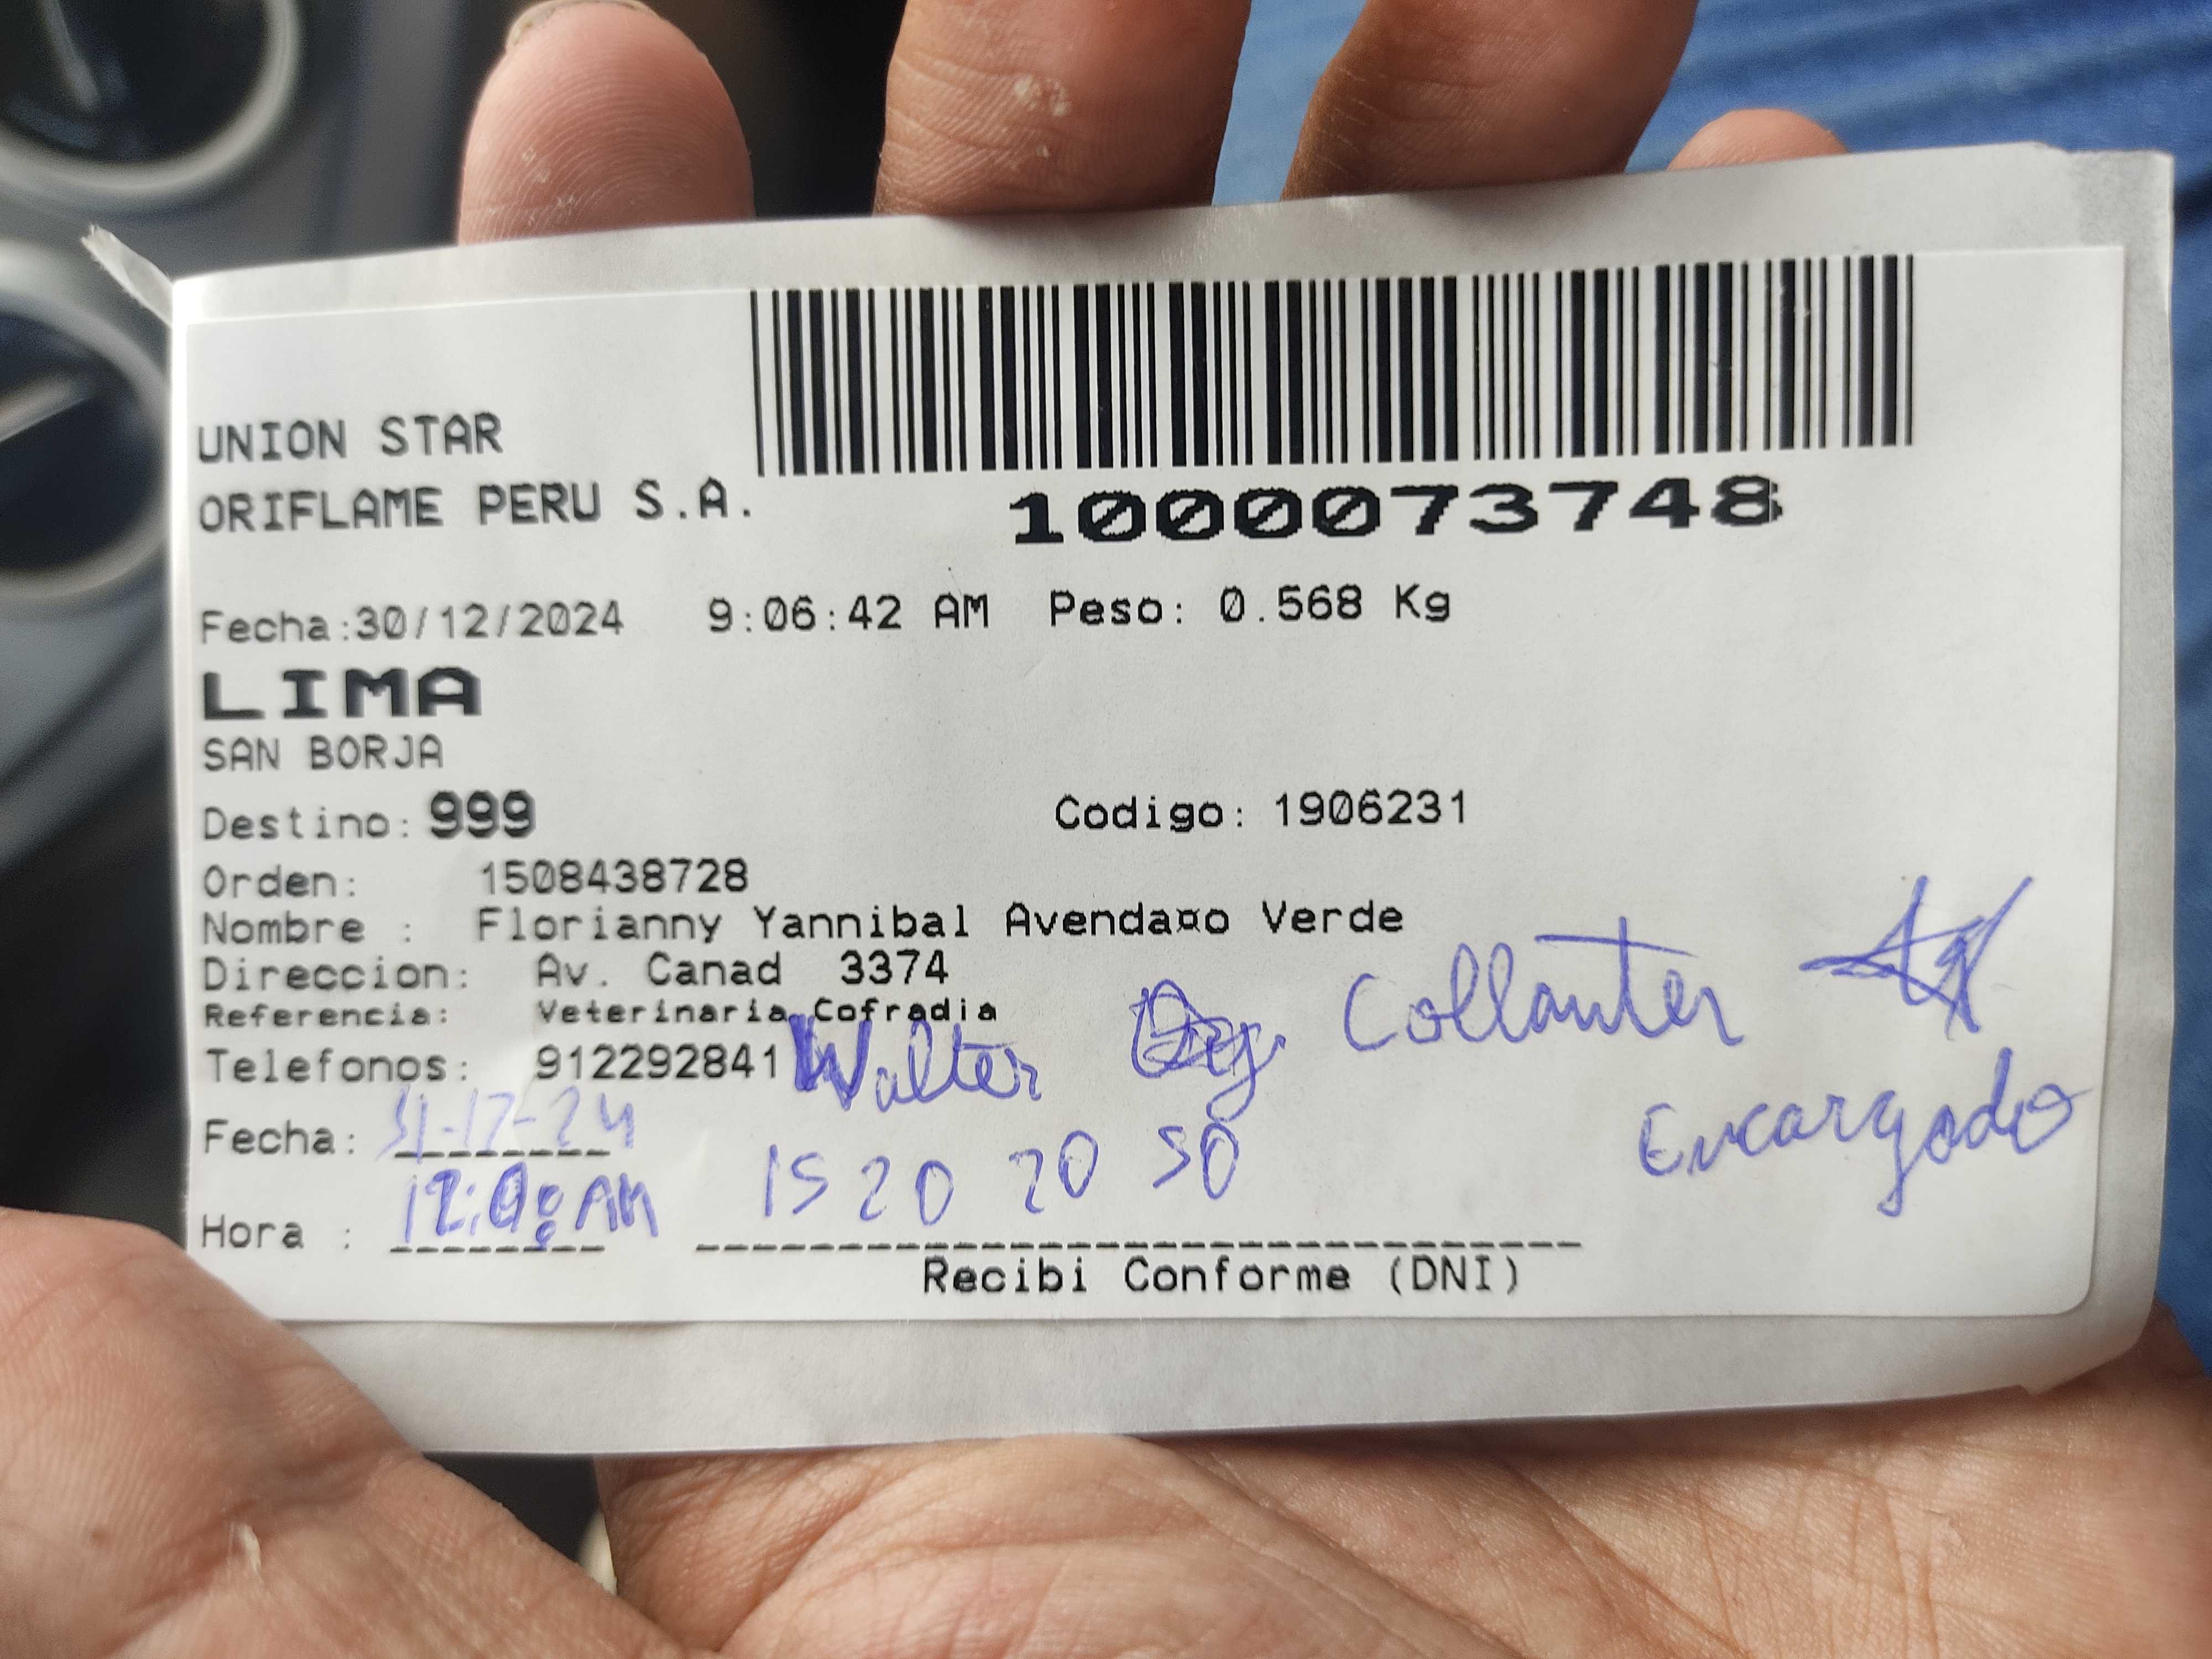 UNION STAR
ORIFLAME PERU S.A.
1000073748
Fecha:30/12/2024 9:06:42 AM Peso: 0.568 Kg
LIMA
SAN BORJA
Destino: 999 Codigo: 1906231
Orden: 1508438728
Nombre : Florianny Yannibal Avenda¤o Verde
Direccion: Av. Canad 3374
Referencia: Veterinaria Cofradia
Telefonos: 912292841
Walter Collanter
Encargado
Fecha: 31-12-24
15 20 20 50
Hora : AM
Recibi Conforme (DNI)